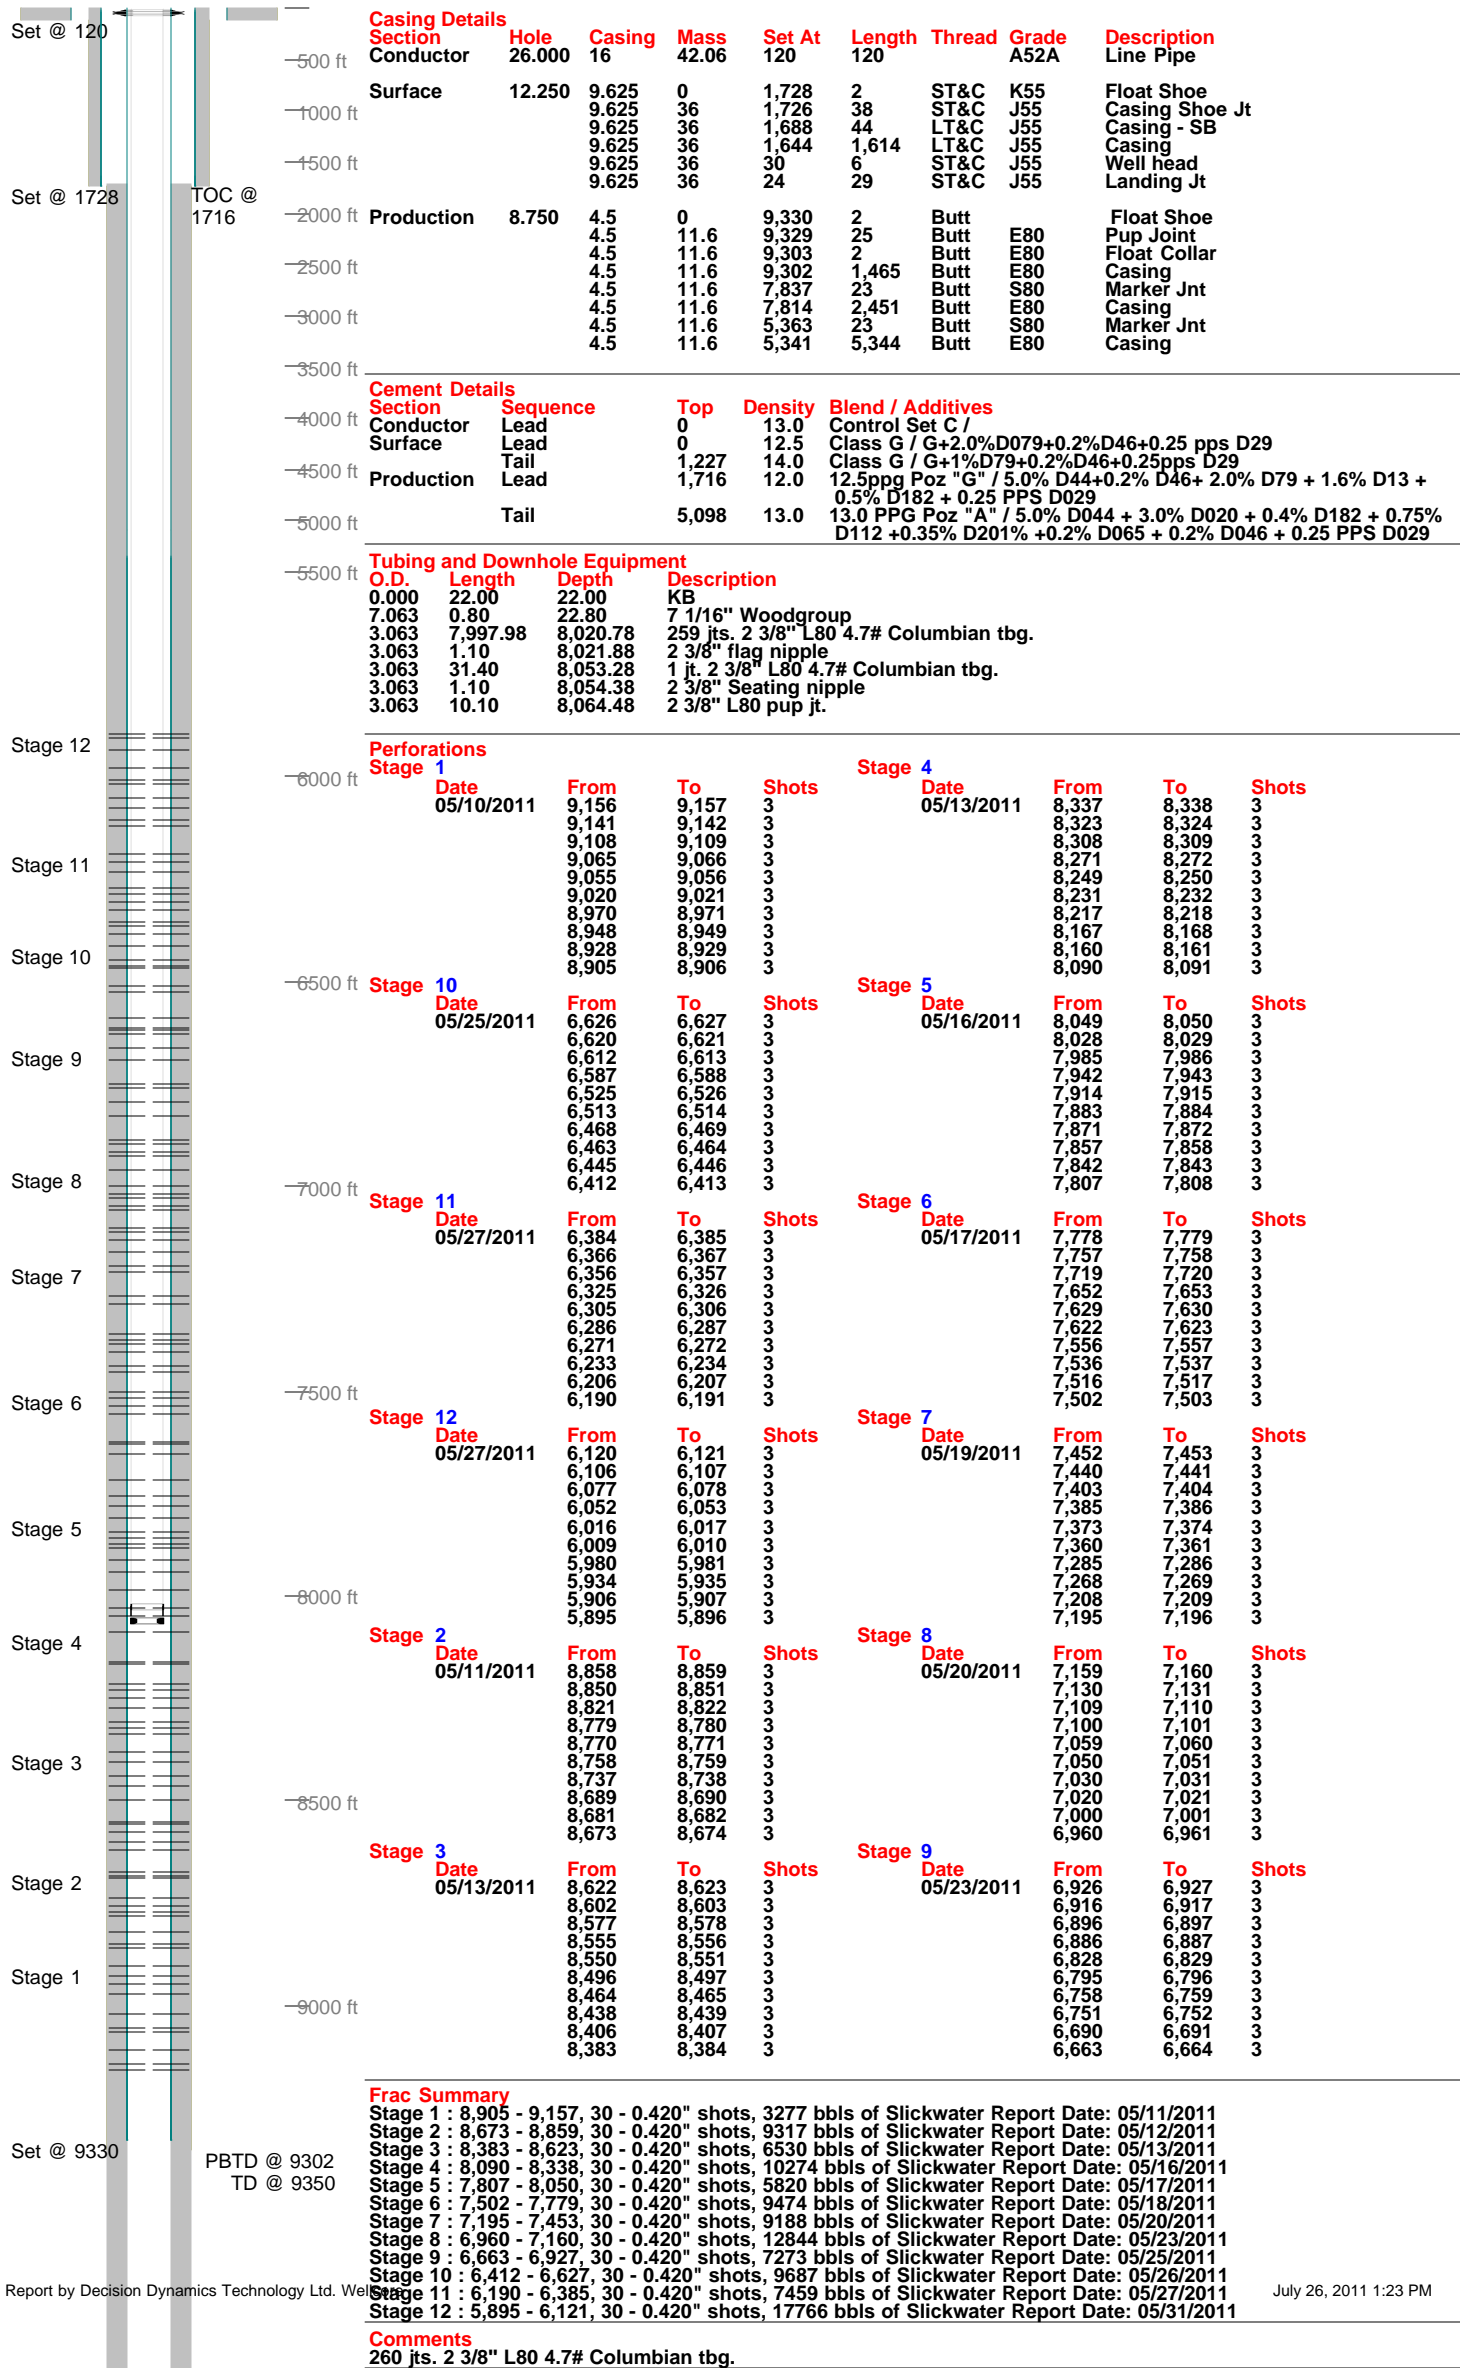 Set @ 120
Set @ 1728
TOC @
1716
500 ft
1000 ft
1500 ft
2000 ft
2500 ft
3000 ft
3500 ft
4000 ft
4500 ft
5000 ft
5500 ft
6000 ft
6500 ft
7000 ft
7500 ft
8000 ft
8500 ft
9000 ft
Stage 12
Stage 11
Stage 10
Stage 9
Stage 8
Stage 7
Stage 6
Stage 5
Stage 4
Stage 3
Stage 2
Stage 1
Set @ 9330
PBTD @ 9302
TD @ 9350
Casing Details
Section Hole Casing Mass Set At Length Thread Grade Description
Conductor 26.000 16 42.06 120 120 A52A Line Pipe
Surface 12.250 9.625 0 1,728 2 ST&C K55 Float Shoe
9.625 36 1,726 38 ST&C J55 Casing Shoe Jt
9.625 36 1,688 44 LT&C J55 Casing - SB
9.625 36 1,644 1,614 LT&C J55 Casing
9.625 36 30 6 ST&C J55 Well head
9.625 36 24 29 ST&C J55 Landing Jt
Production 8.750 4.5 0 9,330 2 Butt Float Shoe
4.5 11.6 9,329 25 Butt E80 Pup Joint
4.5 11.6 9,303 2 Butt E80 Float Collar
4.5 11.6 9,302 1,465 Butt E80 Casing
4.5 11.6 7,837 23 Butt S80 Marker Jnt
4.5 11.6 7,814 2,451 Butt E80 Casing
4.5 11.6 5,363 23 Butt S80 Marker Jnt
4.5 11.6 5,341 5,344 Butt E80 Casing
Cement Details
Section Sequence Top Density Blend / Additives
Conductor Lead 0 13.0 Control Set C /
Surface Lead 0 12.5 Class G / G+2.0%D079+0.2%D46+0.25 pps D29
Tail 1,227 14.0 Class G / G+1%D79+0.2%D46+0.25pps D29
Production Lead 1,716 12.0 12.5ppg Poz "G" / 5.0% D44+0.2% D46+ 2.0% D79 + 1.6% D13 +
0.5% D182 + 0.25 PPS D029
Tail 5,098 13.0 13.0 PPG Poz "A" / 5.0% D044 + 3.0% D020 + 0.4% D182 + 0.75%
D112 +0.35% D201% +0.2% D065 + 0.2% D046 + 0.25 PPS D029
Tubing and Downhole Equipment
O.D. Length Depth Description
0.000 22.00 22.00 KB
7.063 0.80 22.80 7 1/16" Woodgroup
3.063 7,997.98 8,020.78 259 jts. 2 3/8" L80 4.7# Columbian tbg.
3.063 1.10 8,021.88 2 3/8" flag nipple
3.063 31.40 8,053.28 1 jt. 2 3/8" L80 4.7# Columbian tbg.
3.063 1.10 8,054.38 2 3/8" Seating nipple
3.063 10.10 8,064.48 2 3/8" L80 pup jt.
Perforations
Stage 1 Stage 4
Date From To Shots Date From To Shots
05/10/2011 9,156 9,157 3 05/13/2011 8,337 8,338 3
9,141 9,142 3 8,323 8,324 3
9,108 9,109 3 8,308 8,309 3
9,065 9,066 3 8,271 8,272 3
9,055 9,056 3 8,249 8,250 3
9,020 9,021 3 8,231 8,232 3
8,970 8,971 3 8,217 8,218 3
8,948 8,949 3 8,167 8,168 3
8,928 8,929 3 8,160 8,161 3
8,905 8,906 3 8,090 8,091 3
Stage 10 Stage 5
Date From To Shots Date From To Shots
05/25/2011 6,626 6,627 3 05/16/2011 8,049 8,050 3
6,620 6,621 3 8,028 8,029 3
6,612 6,613 3 7,985 7,986 3
6,587 6,588 3 7,942 7,943 3
6,525 6,526 3 7,914 7,915 3
6,513 6,514 3 7,883 7,884 3
6,468 6,469 3 7,871 7,872 3
6,463 6,464 3 7,857 7,858 3
6,445 6,446 3 7,842 7,843 3
6,412 6,413 3 7,807 7,808 3
Stage 11 Stage 6
Date From To Shots Date From To Shots
05/27/2011 6,384 6,385 3 05/17/2011 7,778 7,779 3
6,366 6,367 3 7,757 7,758 3
6,356 6,357 3 7,719 7,720 3
6,325 6,326 3 7,652 7,653 3
6,305 6,306 3 7,629 7,630 3
6,286 6,287 3 7,622 7,623 3
6,271 6,272 3 7,556 7,557 3
6,233 6,234 3 7,536 7,537 3
6,206 6,207 3 7,516 7,517 3
6,190 6,191 3 7,502 7,503 3
Stage 12 Stage 7
Date From To Shots Date From To Shots
05/27/2011 6,120 6,121 3 05/19/2011 7,452 7,453 3
6,106 6,107 3 7,440 7,441 3
6,077 6,078 3 7,403 7,404 3
6,052 6,053 3 7,385 7,386 3
6,016 6,017 3 7,373 7,374 3
6,009 6,010 3 7,360 7,361 3
5,980 5,981 3 7,285 7,286 3
5,934 5,935 3 7,268 7,269 3
5,906 5,907 3 7,208 7,209 3
5,895 5,896 3 7,195 7,196 3
Stage 2 Stage 8
Date From To Shots Date From To Shots
05/11/2011 8,858 8,859 3 05/20/2011 7,159 7,160 3
8,850 8,851 3 7,130 7,131 3
8,821 8,822 3 7,109 7,110 3
8,779 8,780 3 7,100 7,101 3
8,770 8,771 3 7,059 7,060 3
8,758 8,759 3 7,050 7,051 3
8,737 8,738 3 7,030 7,031 3
8,689 8,690 3 7,020 7,021 3
8,681 8,682 3 7,000 7,001 3
8,673 8,674 3 6,960 6,961 3
Stage 3 Stage 9
Date From To Shots Date From To Shots
05/13/2011 8,622 8,623 3 05/23/2011 6,926 6,927 3
8,602 8,603 3 6,916 6,917 3
8,577 8,578 3 6,896 6,897 3
8,555 8,556 3 6,886 6,887 3
8,550 8,551 3 6,828 6,829 3
8,496 8,497 3 6,795 6,796 3
8,464 8,465 3 6,758 6,759 3
8,438 8,439 3 6,751 6,752 3
8,406 8,407 3 6,690 6,691 3
8,383 8,384 3 6,663 6,664 3
Frac Summary
Stage 1 : 8,905 - 9,157, 30 - 0.420" shots, 3277 bbls of Slickwater Report Date: 05/11/2011
Stage 2 : 8,673 - 8,859, 30 - 0.420" shots, 9317 bbls of Slickwater Report Date: 05/12/2011
Stage 3 : 8,383 - 8,623, 30 - 0.420" shots, 6530 bbls of Slickwater Report Date: 05/13/2011
Stage 4 : 8,090 - 8,338, 30 - 0.420" shots, 10274 bbls of Slickwater Report Date: 05/16/2011
Stage 5 : 7,807 - 8,050, 30 - 0.420" shots, 5820 bbls of Slickwater Report Date: 05/17/2011
Stage 6 : 7,502 - 7,779, 30 - 0.420" shots, 9474 bbls of Slickwater Report Date: 05/18/2011
Stage 7 : 7,195 - 7,453, 30 - 0.420" shots, 9188 bbls of Slickwater Report Date: 05/20/2011
Stage 8 : 6,960 - 7,160, 30 - 0.420" shots, 12844 bbls of Slickwater Report Date: 05/23/2011
Stage 9 : 6,663 - 6,927, 30 - 0.420" shots, 7273 bbls of Slickwater Report Date: 05/25/2011
Stage 10 : 6,412 - 6,627, 30 - 0.420" shots, 9687 bbls of Slickwater Report Date: 05/26/2011
Stage 11 : 6,190 - 6,385, 30 - 0.420" shots, 7459 bbls of Slickwater Report Date: 05/27/2011
Stage 12 : 5,895 - 6,121, 30 - 0.420" shots, 17766 bbls of Slickwater Report Date: 05/31/2011
Report by Decision Dynamics Technology Ltd.
July 26, 2011 1:23 PM
Comments
260 jts. 2 3/8" L80 4.7# Columbian tbg.